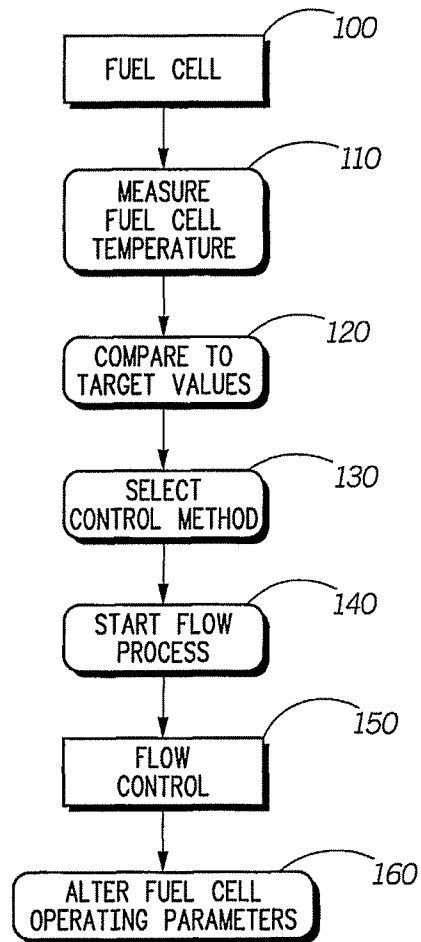 100
FUEL CELL
110
MEASURE
FUEL CELL
TEMPERATURE
120
COMPARE TO
TARGET VALUES
130
SELECT
CONTROL METHOD
140
START FLOW
PROCESS
150
FLOW
CONTROL
160
ALTER FUEL CELL
OPERATING PARAMETERS